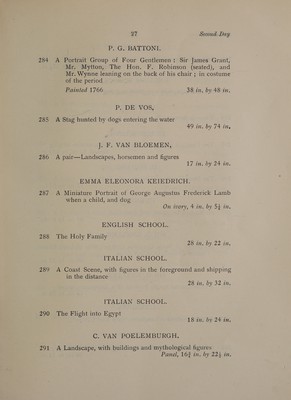 27
Second Day
P. G. BATTONI.
284 A Portrait Group of Four Gentlemen : Sir James Grant,
Mr. Mytton, The Hon. F. Robinson (seated), and
Mr. Wynne leaning on the back of his chair ; in costume
of the period
Painted 1766 38 in. by 48 in.
P. DE VOS,
285 A Stag hunted by dogs entering the water
49 in. by 74 in.
J. F. VAN BLOEMEN,
286 A pair—Landscapes, horsemen and figures
17 in. by 24 in.
EMMA ELEONORA KEIEDRICH.
287 A Miniature Portrait of George Augustus Frederick Lamb
when a child, and dog
On ivory, 4 in. by 5½ in.
ENGLISH SCHOOL.
288 The Holy Family
28 in. by 22 in.
ITALIAN SCHOOL.
289 A Coast Scene, with figures in the foreground and shipping
in the distance
28 in. by 32 in.
ITALIAN SCHOOL.
290 The Flight into Egypt
18 in. by 24 in.
C. VAN POELEMBURGH.
291 A Landscape, with buildings and mythological figures
Panel, 16½ in. by 22½ in.